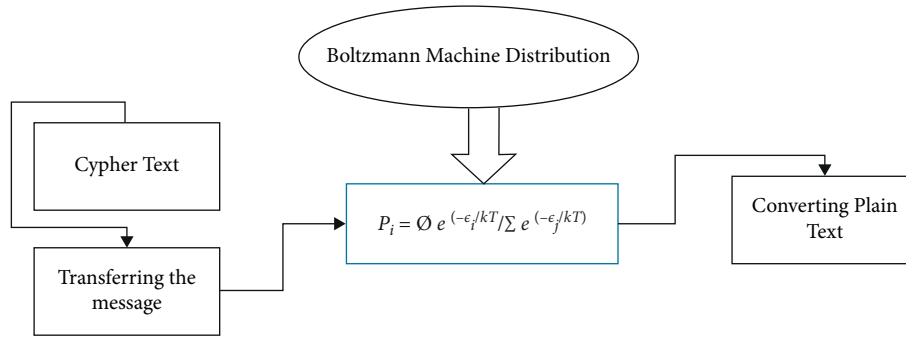 Boltzmann Machine Distribution
Cypher Text
P_i = Ø e^(-ϵ_i/kT/Σ e^(-ϵ_j/kT)
Converting Plain
Text
Transferring the
message